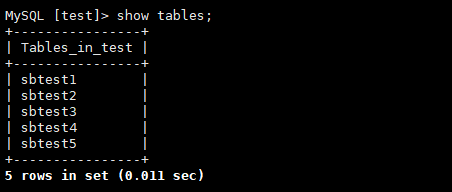 MySQL [test]> show tables;
+----------------+
| Tables_in_test |
+----------------+
| sbtest1        |
| sbtest2        |
| sbtest3        |
| sbtest4        |
| sbtest5        |
+----------------+
5 rows in set (0.011 sec)